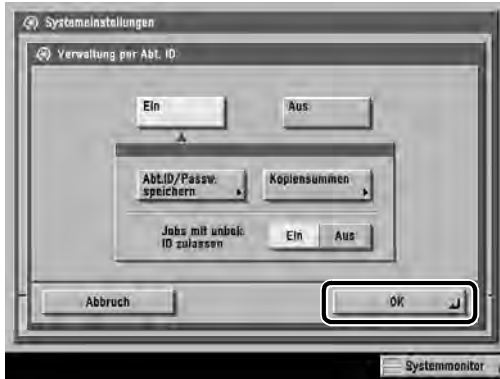 Systemeinstellungen
Verwaltung per Abt. ID
Ein
Aus
Abt.ID/Passw. speichern
Kopiensummen
Jobs mit unbek.
ID zulassen
Ein
Aus
Abbruch
OK
Systemmonitor